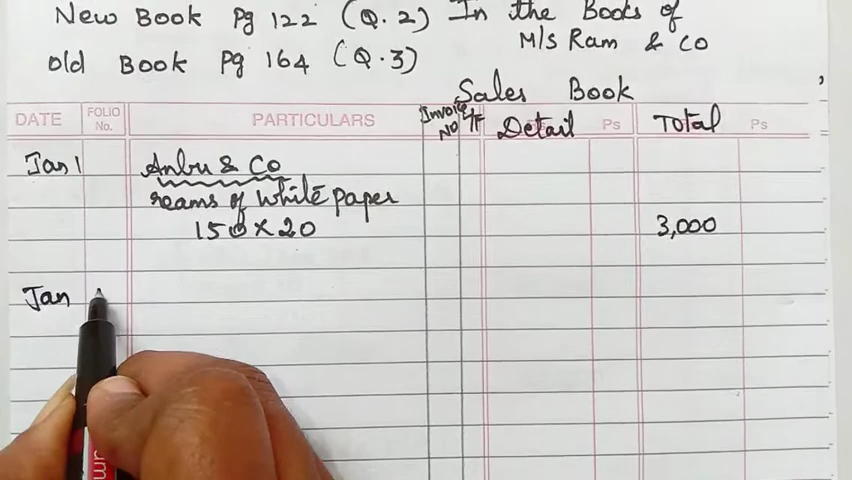 New Book Pg 122 (Q.2) In the Books of
M/s Ram & Co
Old Book Pg 164 (Q.3)
Sales Book
DATE FOLIO No. PARTICULARS Invoice No L/F Detail Ps Total Ps
Jan 1 Anbu & Co
reams of White paper
150 × 20 3,000
Jan